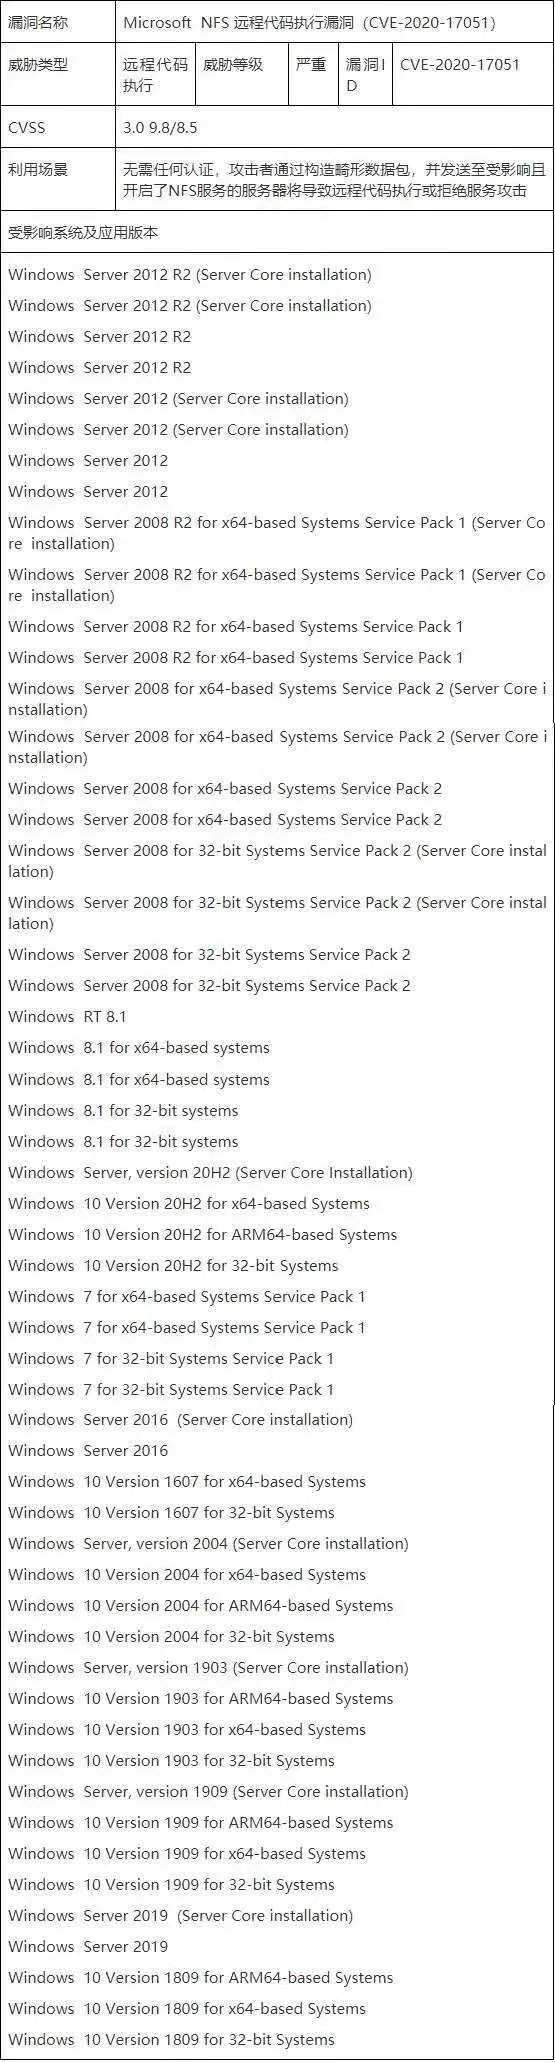 漏洞名称 Microsoft NFS 远程代码执行漏洞（CVE-2020-17051）
威胁类型 远程代码 威胁等级 严重 漏洞I CVE-2020-17051
执行 D
CVSS 3.0 9.8/8.5
利用场景 无需任何认证，攻击者通过构造畸形数据包，并发送至受影响且
开启了NFS服务的服务器将导致远程代码执行或拒绝服务攻击
受影响系统及应用版本
Windows Server 2012 R2 (Server Core installation)
Windows Server 2012 R2 (Server Core installation)
Windows Server 2012 R2
Windows Server 2012 R2
Windows Server 2012 (Server Core installation)
Windows Server 2012 (Server Core installation)
Windows Server 2012
Windows Server 2012
Windows Server 2008 R2 for x64-based Systems Service Pack 1 (Server Co
re installation)
Windows Server 2008 R2 for x64-based Systems Service Pack 1 (Server Co
re installation)
Windows Server 2008 R2 for x64-based Systems Service Pack 1
Windows Server 2008 R2 for x64-based Systems Service Pack 1
Windows Server 2008 for x64-based Systems Service Pack 2 (Server Core i
nstallation)
Windows Server 2008 for x64-based Systems Service Pack 2 (Server Core i
nstallation)
Windows Server 2008 for x64-based Systems Service Pack 2
Windows Server 2008 for x64-based Systems Service Pack 2
Windows Server 2008 for 32-bit Systems Service Pack 2 (Server Core instal
lation)
Windows Server 2008 for 32-bit Systems Service Pack 2 (Server Core instal
lation)
Windows Server 2008 for 32-bit Systems Service Pack 2
Windows Server 2008 for 32-bit Systems Service Pack 2
Windows RT 8.1
Windows 8.1 for x64-based systems
Windows 8.1 for x64-based systems
Windows 8.1 for 32-bit systems
Windows 8.1 for 32-bit systems
Windows Server, version 20H2 (Server Core Installation)
Windows 10 Version 20H2 for x64-based Systems
Windows 10 Version 20H2 for ARM64-based Systems
Windows 10 Version 20H2 for 32-bit Systems
Windows 7 for x64-based Systems Service Pack 1
Windows 7 for x64-based Systems Service Pack 1
Windows 7 for 32-bit Systems Service Pack 1
Windows 7 for 32-bit Systems Service Pack 1
Windows Server 2016 (Server Core installation)
Windows Server 2016
Windows 10 Version 1607 for x64-based Systems
Windows 10 Version 1607 for 32-bit Systems
Windows Server, version 2004 (Server Core installation)
Windows 10 Version 2004 for x64-based Systems
Windows 10 Version 2004 for ARM64-based Systems
Windows 10 Version 2004 for 32-bit Systems
Windows Server, version 1903 (Server Core installation)
Windows 10 Version 1903 for ARM64-based Systems
Windows 10 Version 1903 for x64-based Systems
Windows 10 Version 1903 for 32-bit Systems
Windows Server, version 1909 (Server Core installation)
Windows 10 Version 1909 for ARM64-based Systems
Windows 10 Version 1909 for x64-based Systems
Windows 10 Version 1909 for 32-bit Systems
Windows Server 2019 (Server Core installation)
Windows Server 2019
Windows 10 Version 1809 for ARM64-based Systems
Windows 10 Version 1809 for x64-based Systems
Windows 10 Version 1809 for 32-bit Systems